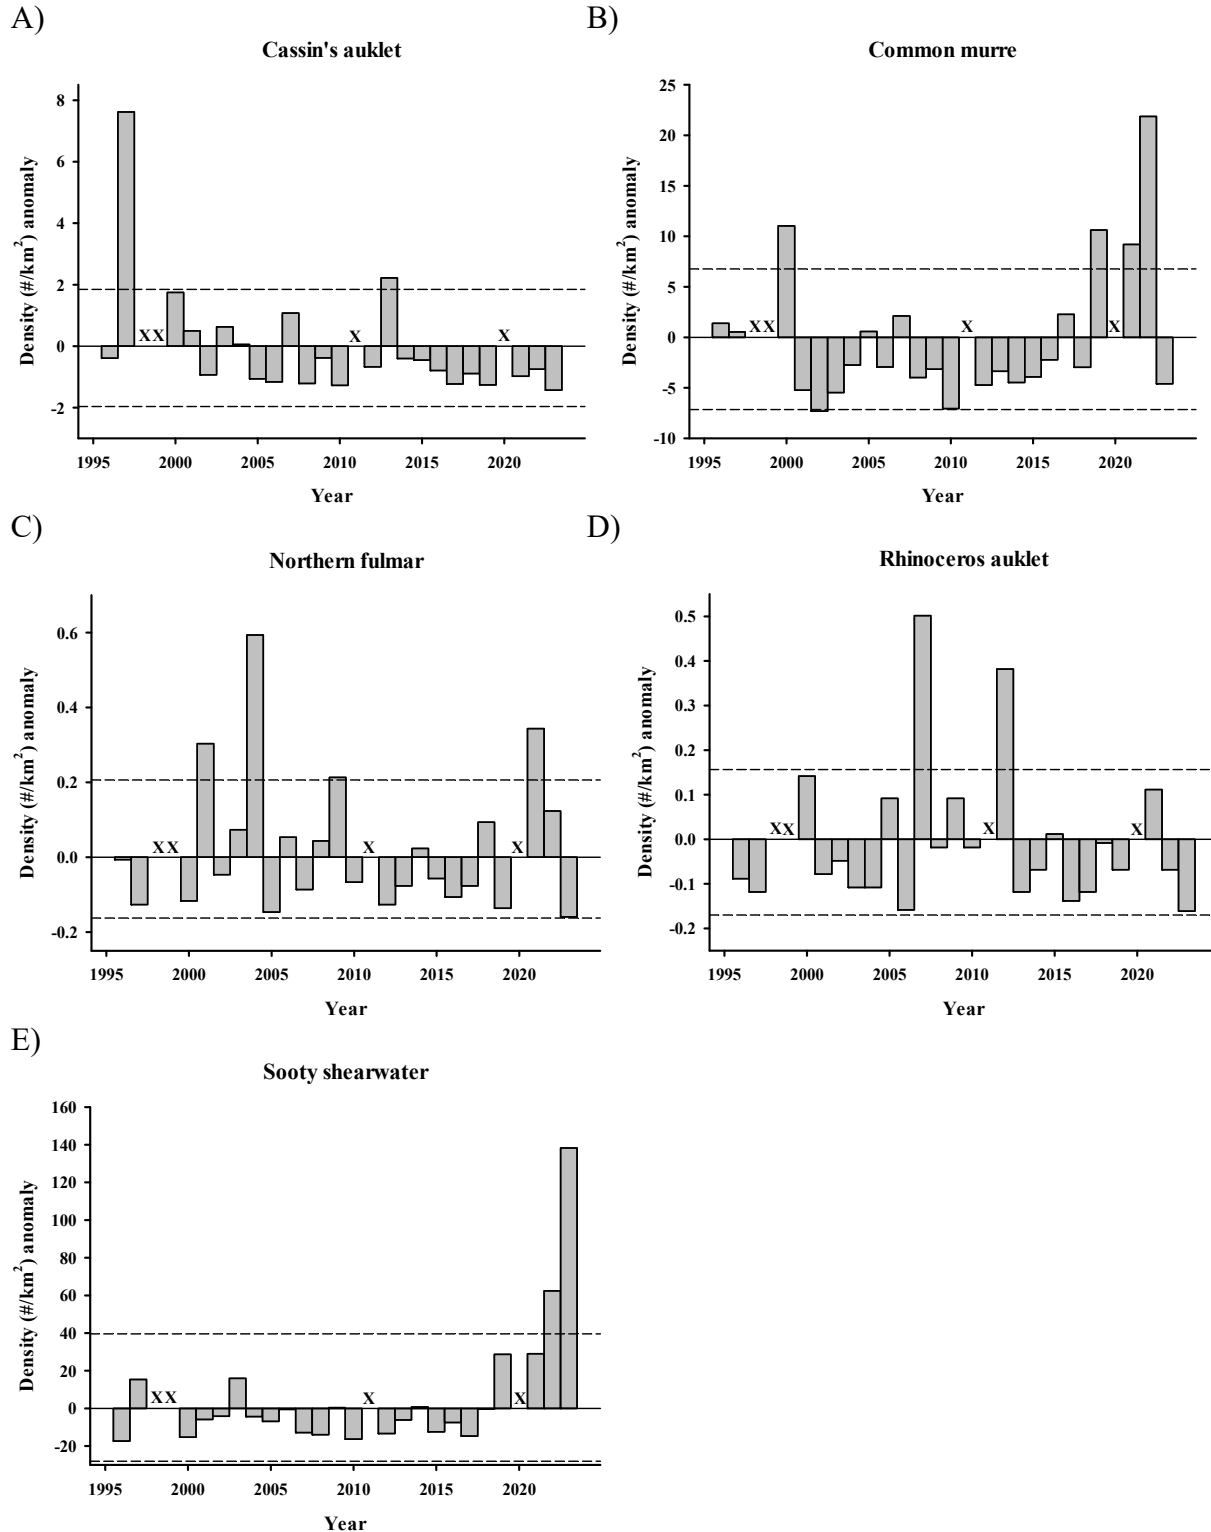 A)
Cassin's auklet
Density (#/km²) anomaly
8
6
4
2
0
-2
X X X X
1995 2000 2005 2010 2015 2020
Year
B)
Common murre
Density (#/km²) anomaly
25
20
15
10
5
0
-5
-10
X X X X
1995 2000 2005 2010 2015 2020
Year
C)
Northern fulmar
Density (#/km²) anomaly
0.6
0.4
0.2
0.0
-0.2
X X X X
1995 2000 2005 2010 2015 2020
Year
D)
Rhinoceros auklet
Density (#/km²) anomaly
0.5
0.4
0.3
0.2
0.1
0.0
-0.1
-0.2
X X X X
1995 2000 2005 2010 2015 2020
Year
E)
Sooty shearwater
Density (#/km²) anomaly
160
140
120
100
80
60
40
20
0
-20
X X X X
1995 2000 2005 2010 2015 2020
Year